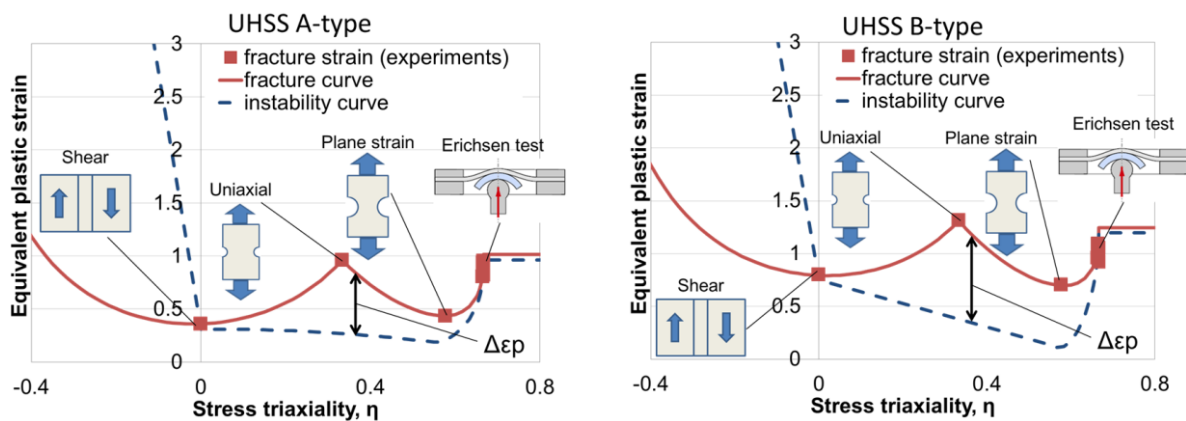 UHSS A-type
Equivalent plastic strain
3
2.5
2
1.5
1
0.5
0
-0.4
0
0.4
0.8
Stress triaxiality, η
fracture strain (experiments)
fracture curve
instability curve
Shear
Uniaxial
Plane strain
Erichsen test
Δεp
UHSS B-type
Equivalent plastic strain
3
2.5
2
1.5
1
0.5
0
-0.4
0
0.4
0.8
Stress triaxiality, η
fracture strain (experiments)
fracture curve
instability curve
Uniaxial
Plane strain
Erichsen test
Shear
Δεp